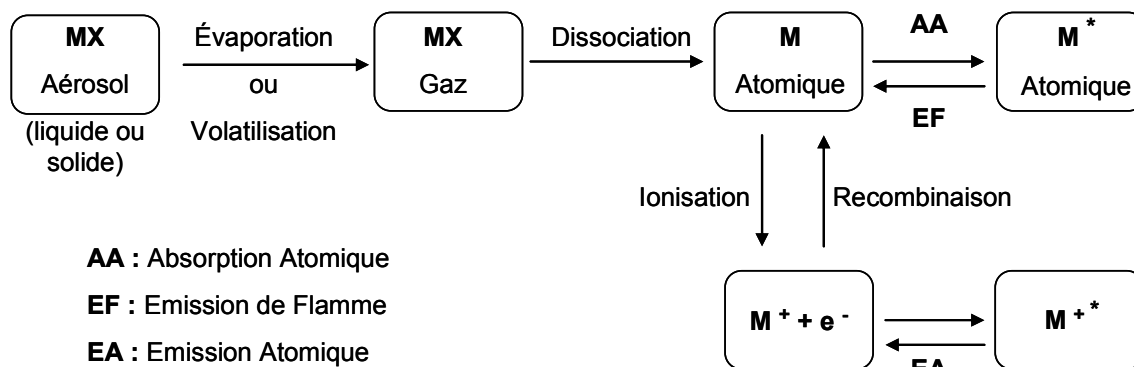 MX
Aérosol
(liquide ou
solide)
Évaporation
ou
Volatilisation
MX
Gaz
Dissociation
M
Atomique
AA
EF
M *
Atomique
Ionisation
Recombinaison
AA : Absorption Atomique
EF : Emission de Flamme
EA : Emission Atomique
M + + e -
M + *
EA